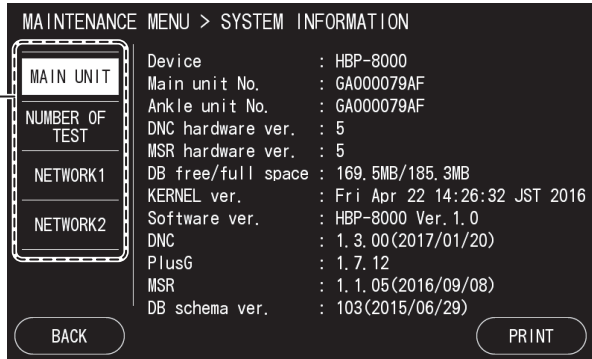 MAINTENANCE MENU > SYSTEM INFORMATION
MAIN UNIT
NUMBER OF
TEST
NETWORK1
NETWORK2
Device : HBP-8000
Main unit No. : GA000079AF
Ankle unit No. : GA000079AF
DNC hardware ver. : 5
MSR hardware ver. : 5
DB free/full space : 169.5MB/185.3MB
KERNEL ver. : Fri Apr 22 14:26:32 JST 2016
Software ver. : HBP-8000 Ver.1.0
DNC : 1.3.00(2017/01/20)
PlusG : 1.7.12
MSR : 1.1.05(2016/09/08)
DB schema ver. : 103(2015/06/29)
BACK
PRINT